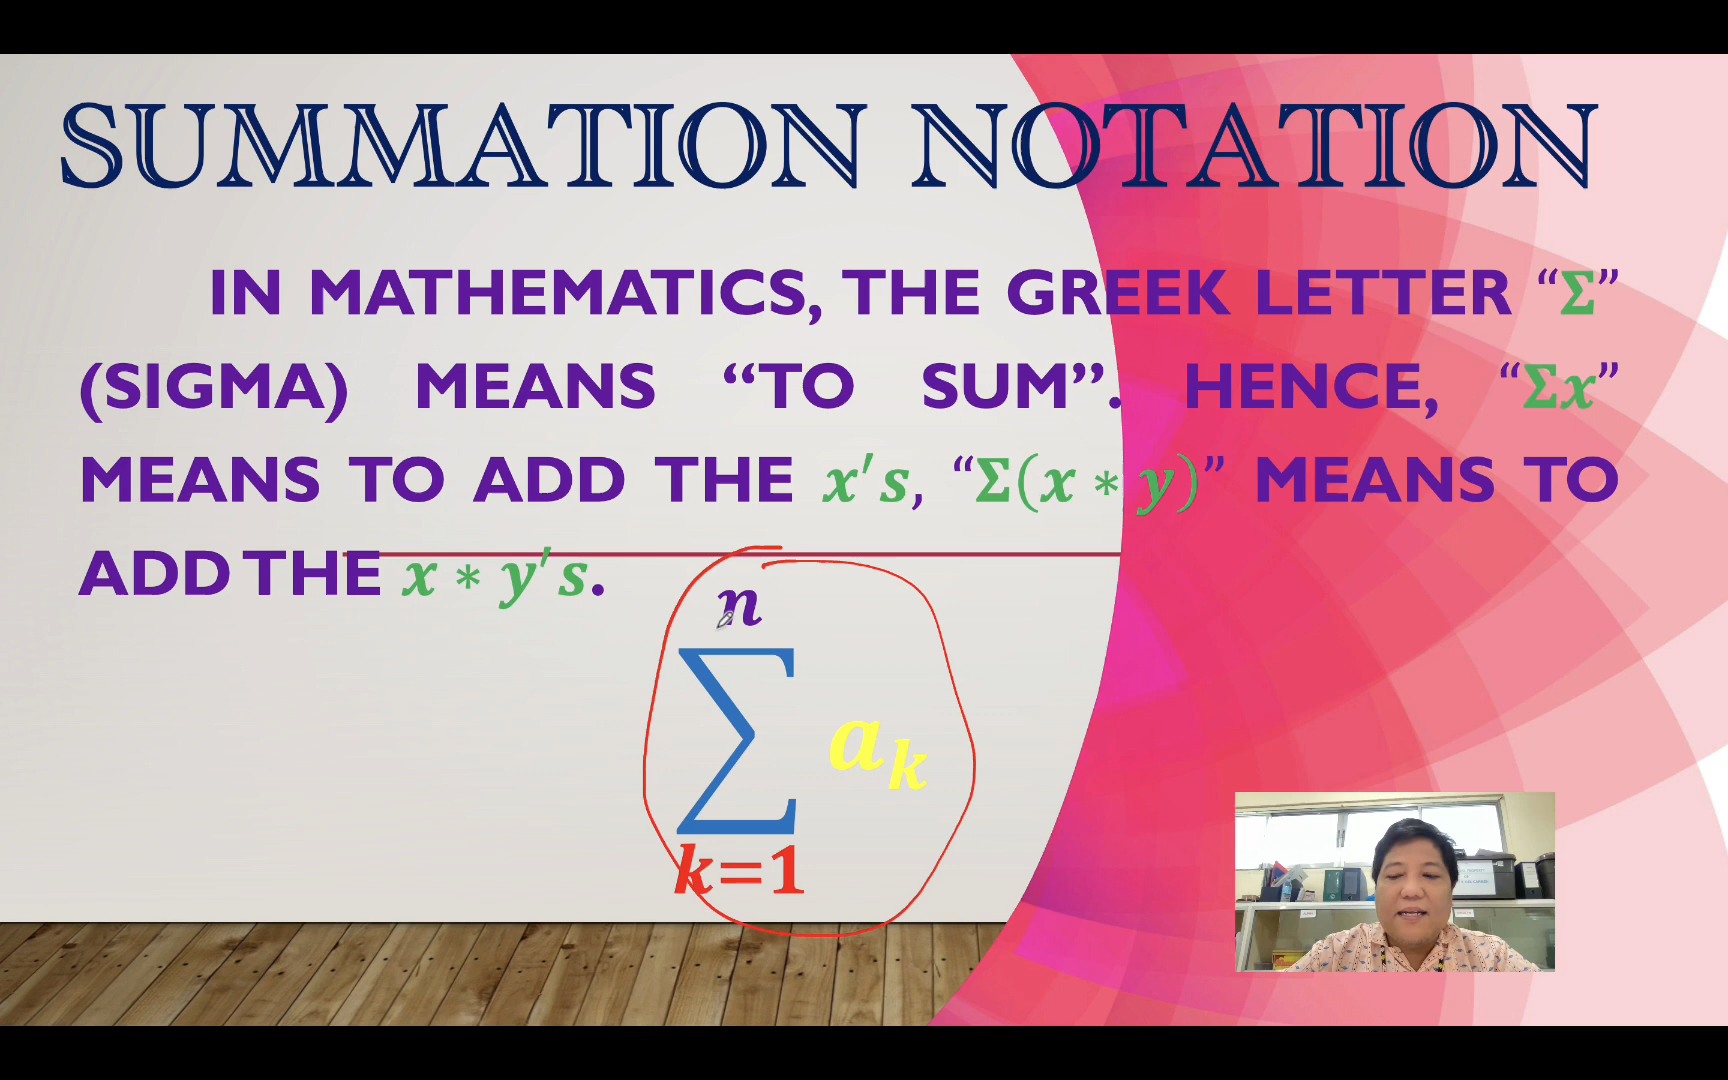 SUMMATION NOTATION
IN MATHEMATICS, THE GREEK LETTER “Σ”
(SIGMA) MEANS “TO SUM”. HENCE, “Σx”
MEANS TO ADD THE x′s, “Σ(x ∗ y)” MEANS TO
ADD THE x ∗ y′s.
n
∑ aₖ
k=1